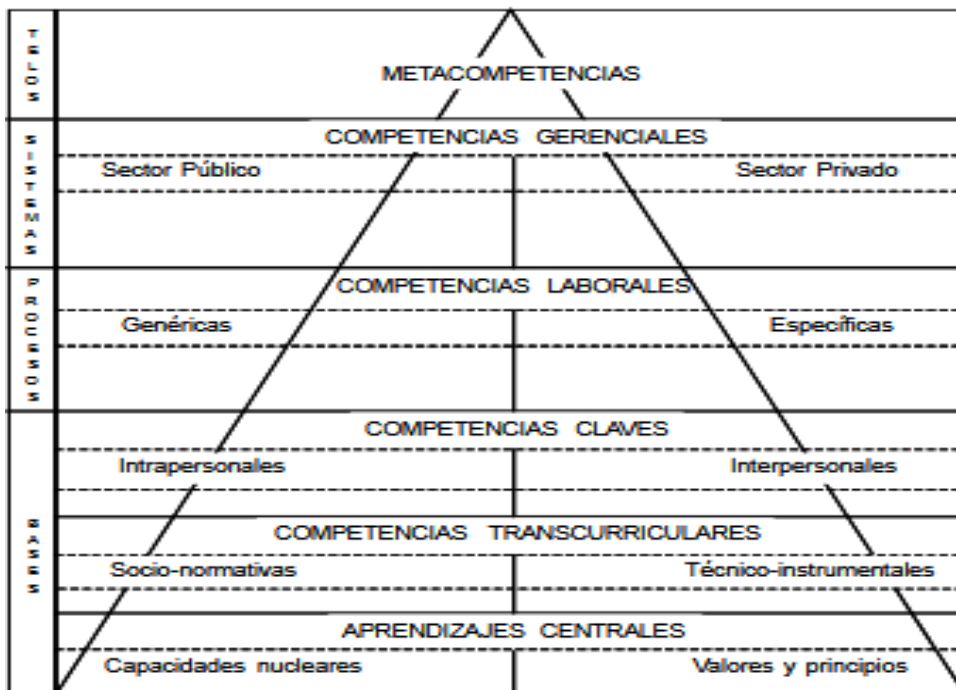 TELOS
METACOMPETENCIAS
SISTEMAS
COMPETENCIAS GERENCIALES
Sector Público
Sector Privado
PROCESOS
COMPETENCIAS LABORALES
Genéricas
Específicas
COMPETENCIAS CLAVES
Intrapersonales
Interpersonales
BASES
COMPETENCIAS TRANSCURRICULARES
Socio-normativas
Técnico-instrumentales
APRENDIZAJES CENTRALES
Capacidades nucleares
Valores y principios